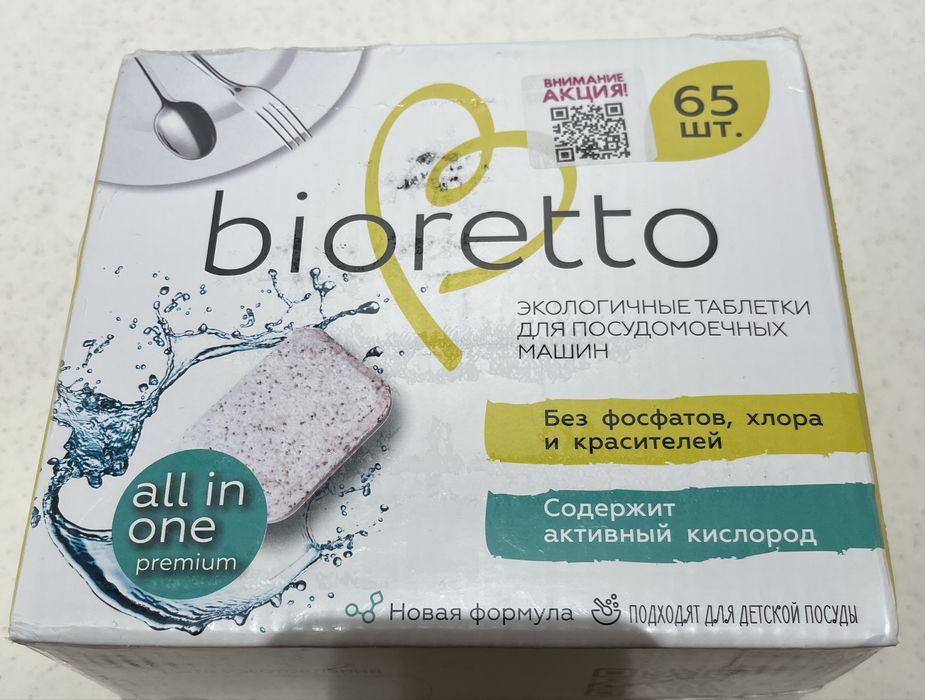 ВНИМАНИЕ
АКЦИЯ!
65
шт.
bioretto
ЭКОЛОГИЧНЫЕ ТАБЛЕТКИ
ДЛЯ ПОСУДОМОЕЧНЫХ
МАШИН
Без фосфатов, хлора
и красителей
Содержит
активный кислород
all in
one
premium
Новая формула
ПОДХОДЯТ ДЛЯ ДЕТСКОЙ ПОСУДЫ